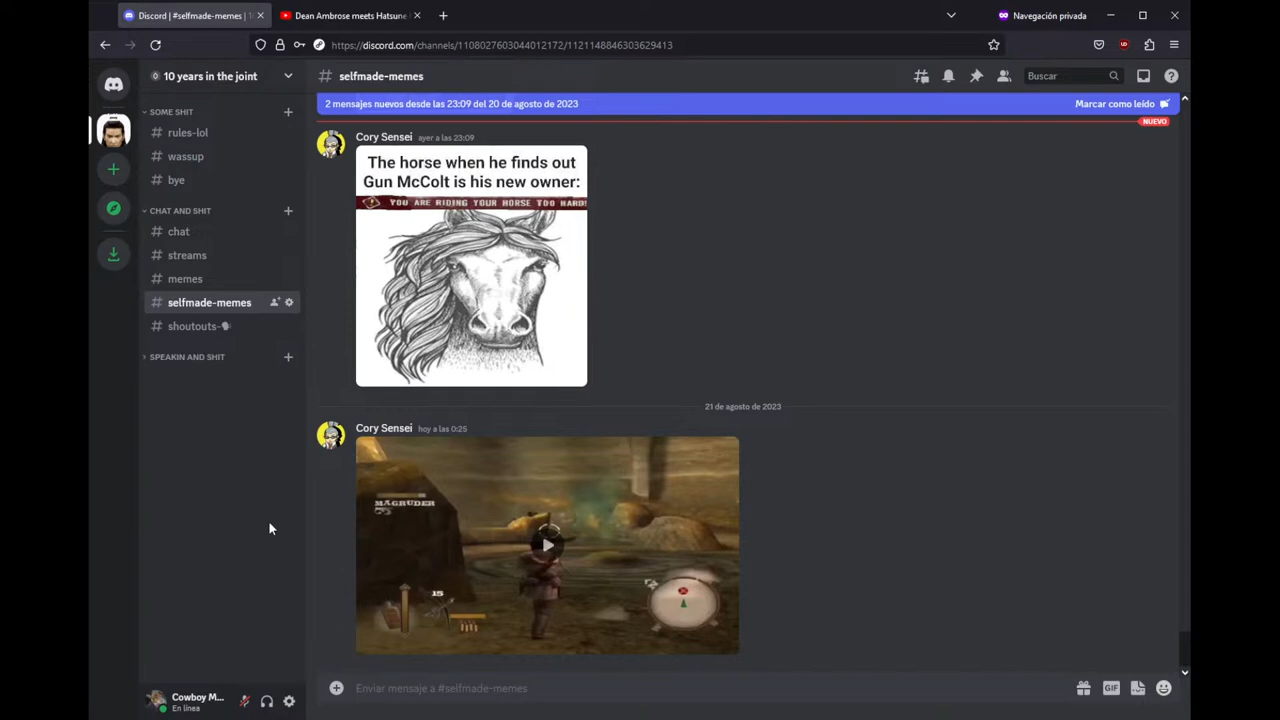 Discord | #selfmade-memes | 1
Dean Ambrose meets Hatsune
Navegación privada
https://discord.com/channels/1108027603044012172/1121148846303629413
10 years in the joint
selfmade-memes
Buscar
2 mensajes nuevos desde las 23:09 del 20 de agosto de 2023
Marcar como leído
NUEVO
SOME SHIT
rules-lol
wassup
bye
CHAT AND SHIT
chat
streams
memes
selfmade-memes
shoutouts-
SPEAKIN AND SHIT
Cory Sensei ayer a las 23:09
The horse when he finds out
Gun McColt is his new owner:
YOU ARE RIDING YOUR HORSE TOO HARD!
21 de agosto de 2023
Cory Sensei hoy a las 0:25
MAGRUDER
15
Cowboy M...
En línea
Enviar mensaje a #selfmade-memes
GIF